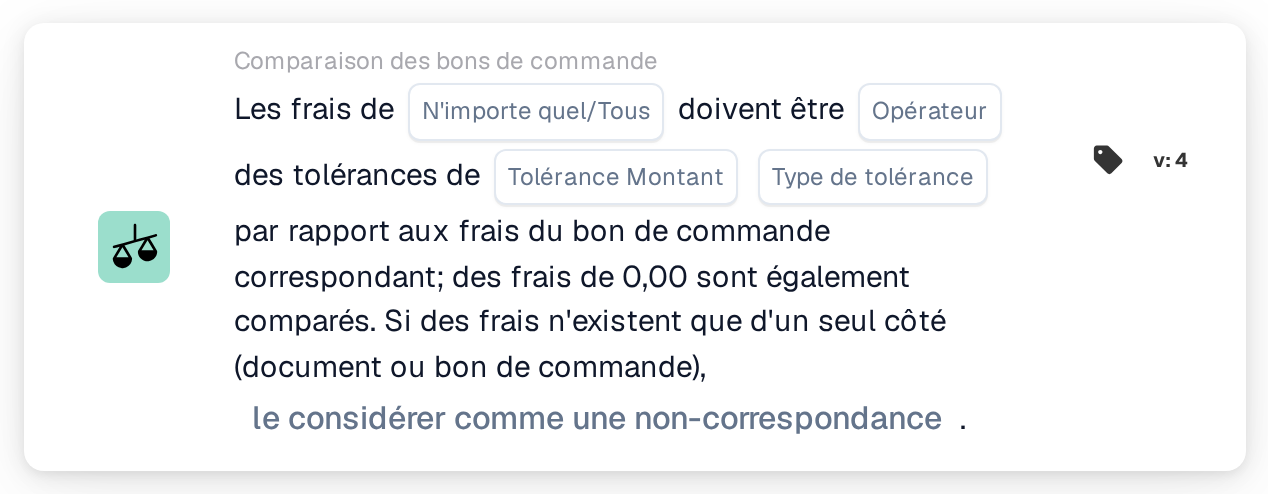 Comparaison des bons de commande
Les frais de N'importe quel/Tous doivent être Opérateur
des tolérances de Tolérance Montant Type de tolérance
v: 4
par rapport aux frais du bon de commande
correspondant; des frais de 0,00 sont également
comparés. Si des frais n'existent que d'un seul côté
(document ou bon de commande),
le considérer comme une non-correspondance .